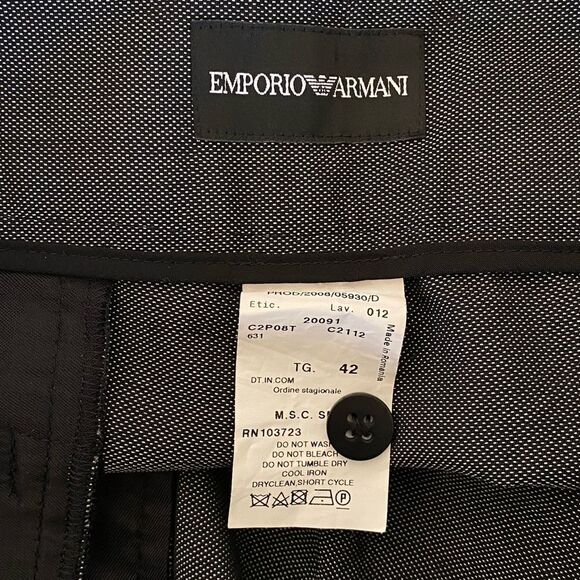 EMPORIO ARMANI
PROD/2008/05930/D
Etic. Lav. 012
20091
C2P08T C2112
631
Made in Romania
TG. 42
DT.IN.COM
Ordine stagionale
M.S.C.
RN103723
DO NOT WASH
DO NOT BLEACH
DO NOT TUMBLE DRY
COOL IRON
DRYCLEAN,SHORT CYCLE
P